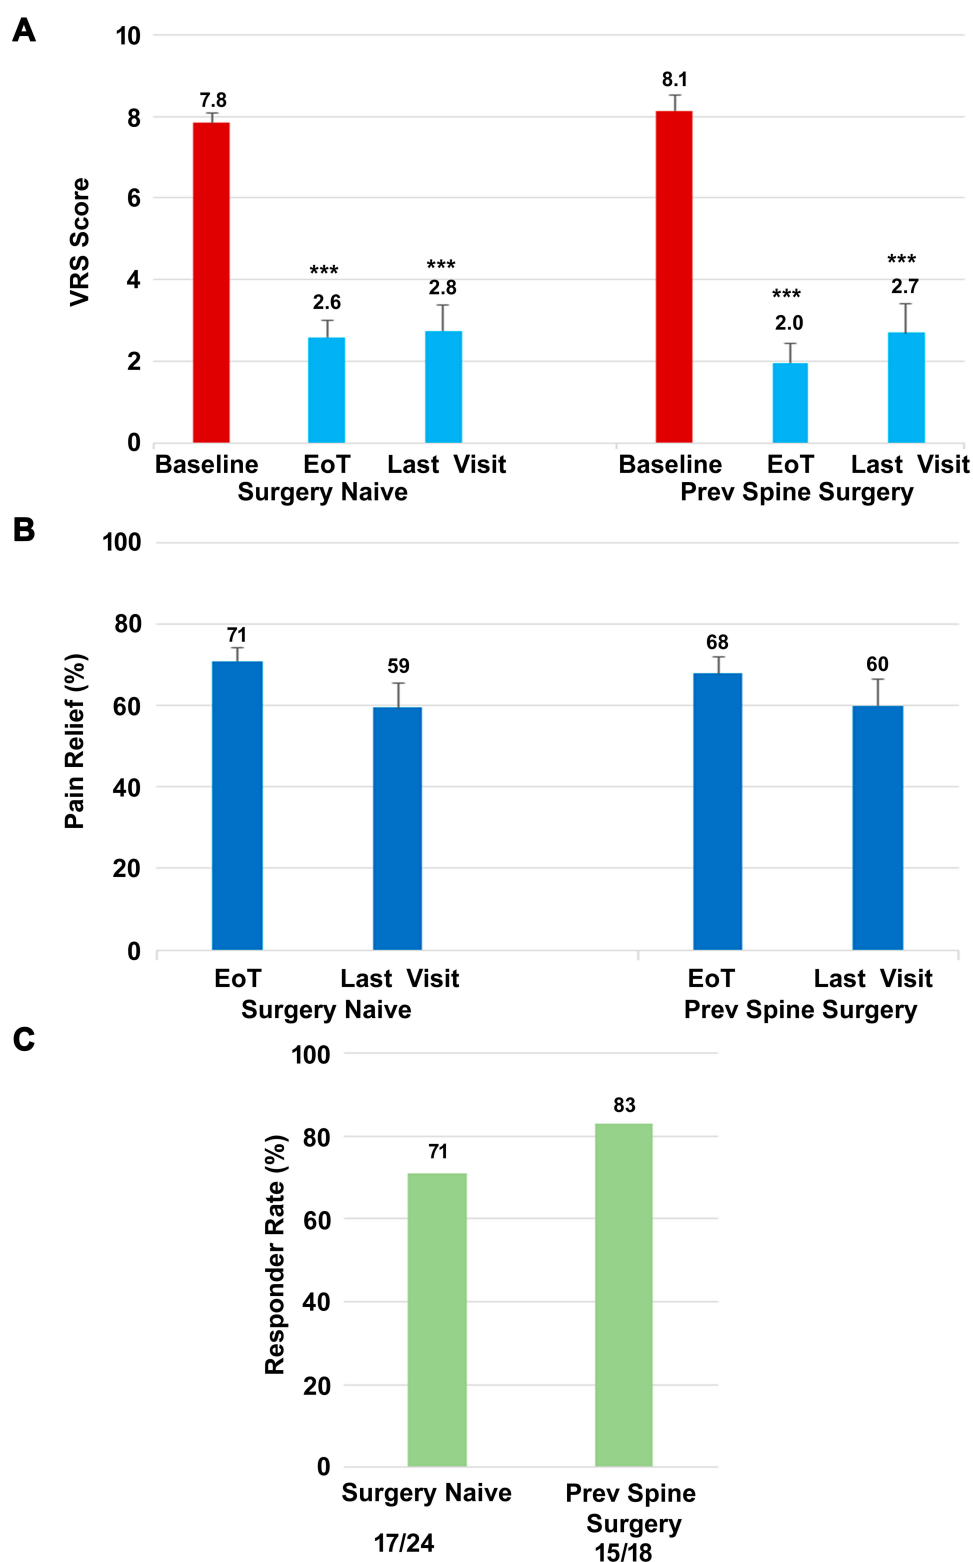 A
10
8
6
4
2
0
VRS Score
7.8
***
2.6
***
2.8
8.1
***
2.0
***
2.7
Baseline EoT Last Visit Baseline EoT Last Visit
Surgery Naive Prev Spine Surgery
B
100
80
60
40
20
0
Pain Relief (%)
71
59
68
60
EoT Last Visit EoT Last Visit
Surgery Naive Prev Spine Surgery
C
100
80
60
40
20
0
Responder Rate (%)
71
83
Surgery Naive
17/24
Prev Spine
Surgery
15/18